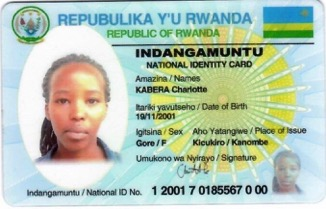 REPUBULIKA Y'U RWANDA
REPUBLIC OF RWANDA
INDANGAMUNTU
NATIONAL IDENTITY CARD
Amazina / Names
KABERA Charlotte
Itariki yavutseho / Date of Birth
19/11/2001
Igitsina / Sex Aho Yatangiwe / Place of Issue
Gore / F Kicukiro / Kanombe
Umukono wa Nyirayo / Signature
Indangamuntu / National ID No. 1 2001 7 0185567 0 00